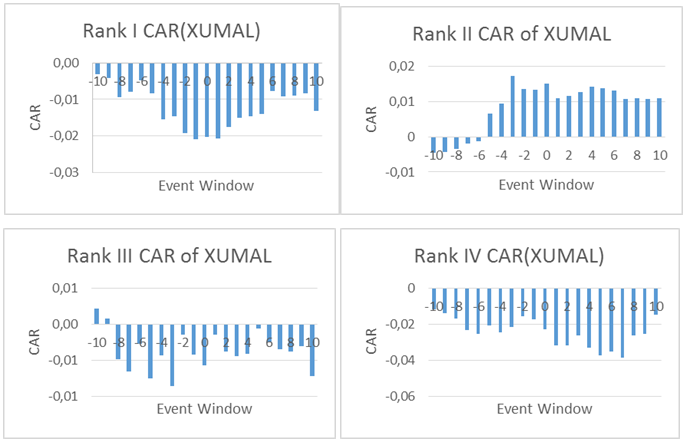 Rank I CAR(XUMAL)
0,00
-10 -8 -6 -4 -2 0 2 4 6 8 10
-0,01
-0,02
-0,03
CAR
Event Window
Rank II CAR of XUMAL
0,02
0,01
0
-10 -8 -6 -4 -2 0 2 4 6 8 10
-0,01
CAR
Event Window
Rank III CAR of XUMAL
0,01
0,00
-10 -8 -6 -4 -2 0 2 4 6 8 10
-0,01
-0,01
CAR
Event Window
Rank IV CAR(XUMAL)
0
-10 -8 -6 -4 -2 0 2 4 6 8 10
-0,02
-0,04
-0,06
CAR
Event Window